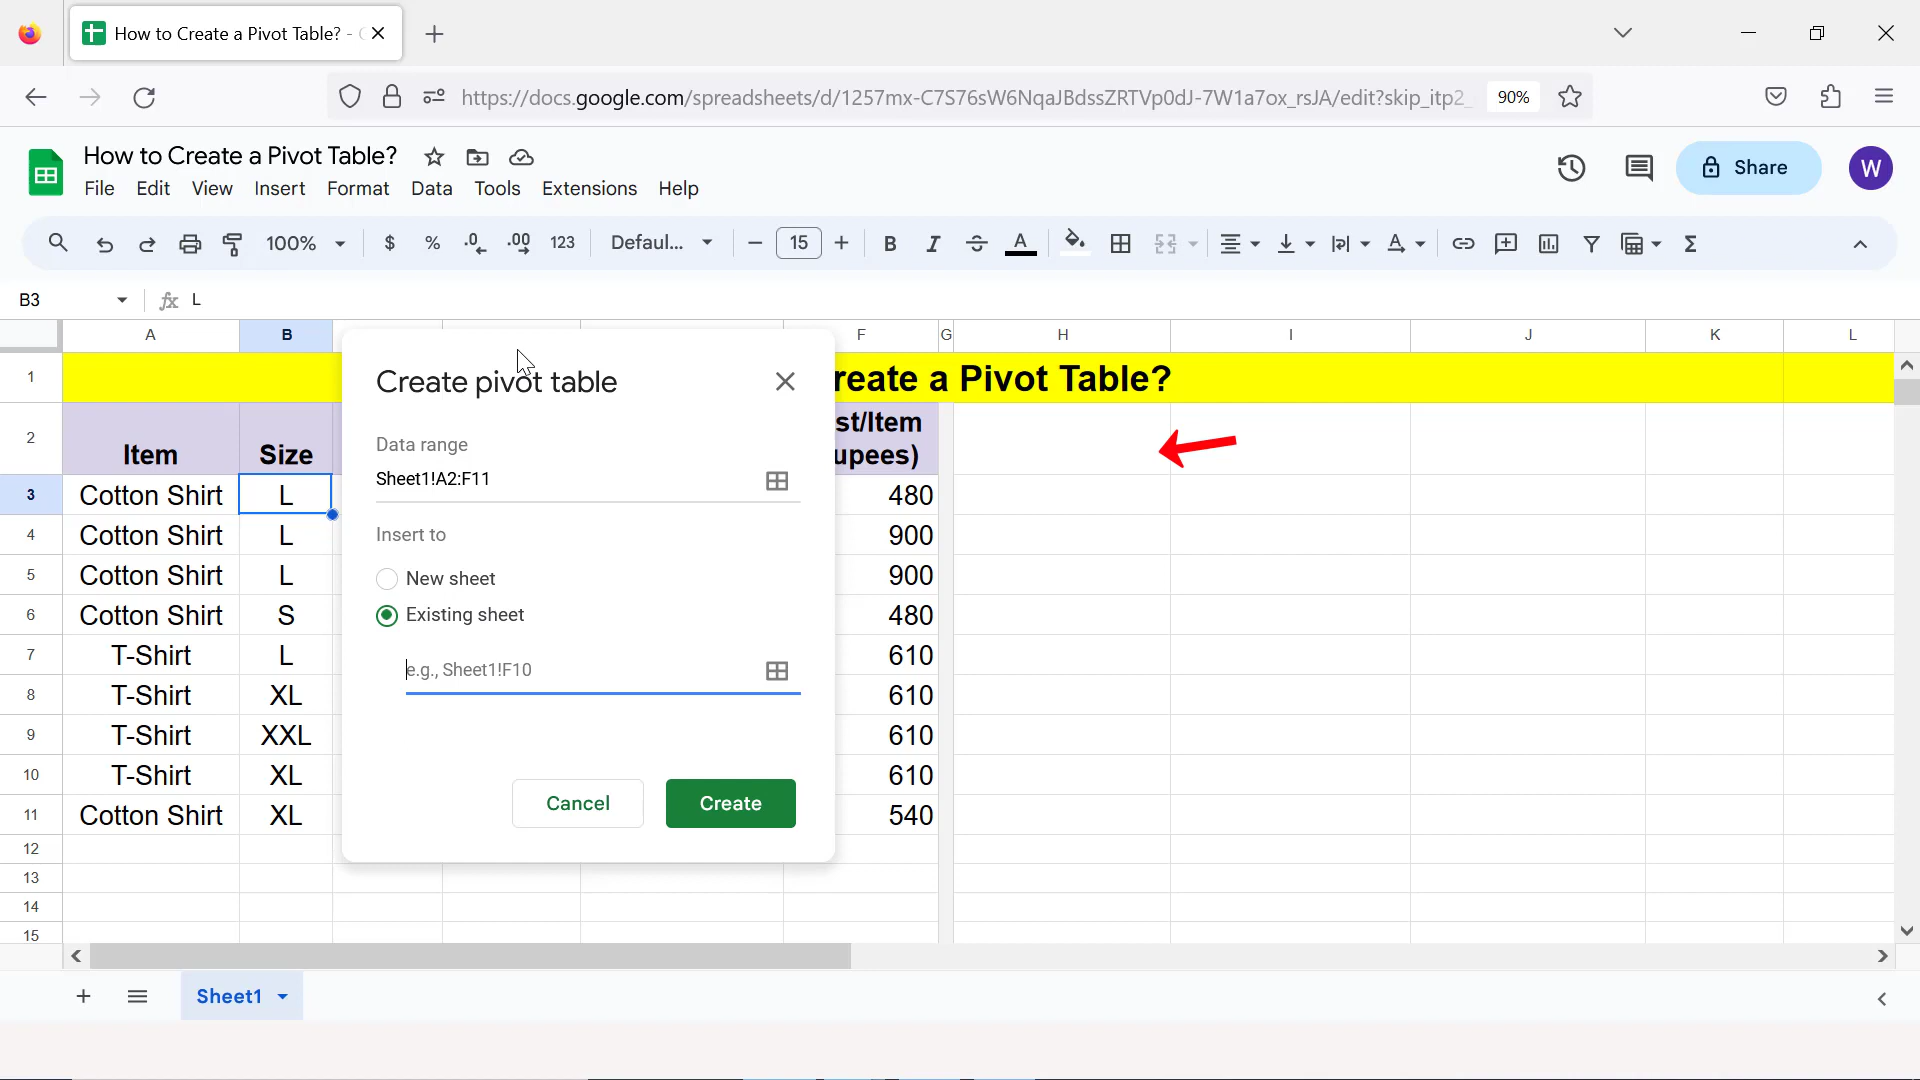 How to Create a Pivot Table? -
https://docs.google.com/spreadsheets/d/1257mx-C7S76sW6NqaJBdssZRTVp0dJ-7W1a7ox_rsJA/edit?skip_itp2_
90%
How to Create a Pivot Table?
File Edit View Insert Format Data Tools Extensions Help
Share
W
100% $ % .0 .00 123 Defaul... 15 B I S A Σ
B3 fx L
A B F G H I J K L
1 reate a Pivot Table?
2 Item Size st/Item
upees)
3 Cotton Shirt L 480
4 Cotton Shirt L 900
5 Cotton Shirt L 900
6 Cotton Shirt S 480
7 T-Shirt L 610
8 T-Shirt XL 610
9 T-Shirt XXL 610
10 T-Shirt XL 610
11 Cotton Shirt XL 540
12
13
14
15
Create pivot table
Data range
Sheet1!A2:F11
Insert to
New sheet
Existing sheet
e.g., Sheet1!F10
Cancel Create
Sheet1